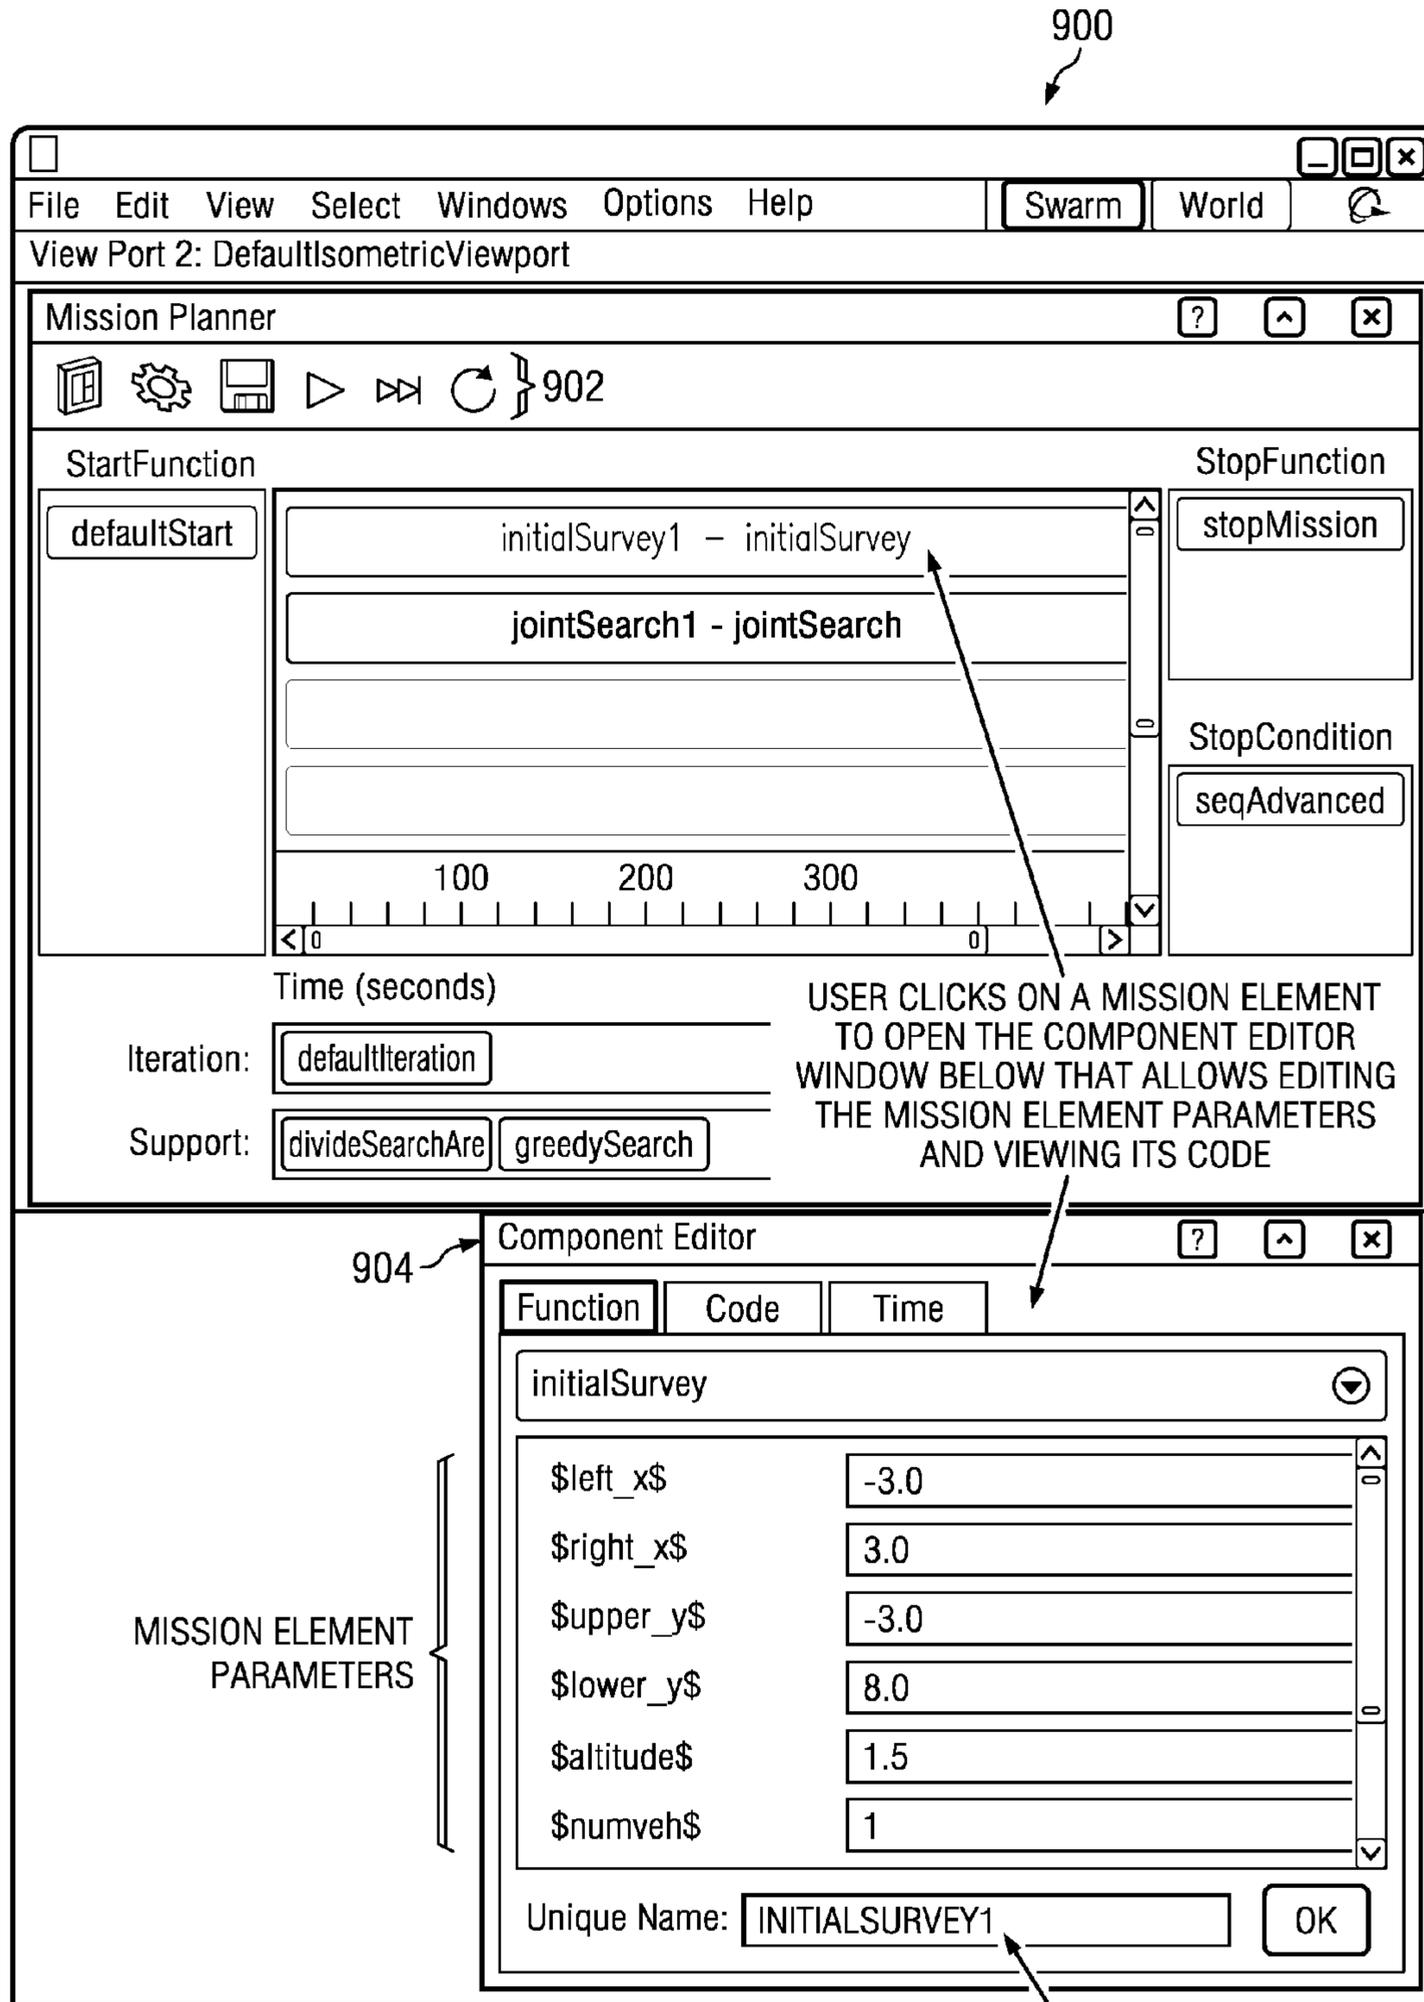 900
File Edit View Select Windows Options Help Swarm World
View Port 2: DefaultIsometricViewport
Mission Planner
902
StartFunction
StopFunction
defaultStart
initialSurvey1 – initialSurvey
stopMission
jointSearch1 - jointSearch
StopCondition
seqAdvanced
100 200 300
Time (seconds)
Iteration: defaultIteration
Support: divideSearchAre greedySearch
USER CLICKS ON A MISSION ELEMENT
TO OPEN THE COMPONENT EDITOR
WINDOW BELOW THAT ALLOWS EDITING
THE MISSION ELEMENT PARAMETERS
AND VIEWING ITS CODE
904
Component Editor
Function Code Time
initialSurvey
MISSION ELEMENT
PARAMETERS
$left_x$ -3.0
$right_x$ 3.0
$upper_y$ -3.0
$lower_y$ 8.0
$altitude$ 1.5
$numveh$ 1
Unique Name: INITIALSURVEY1 OK